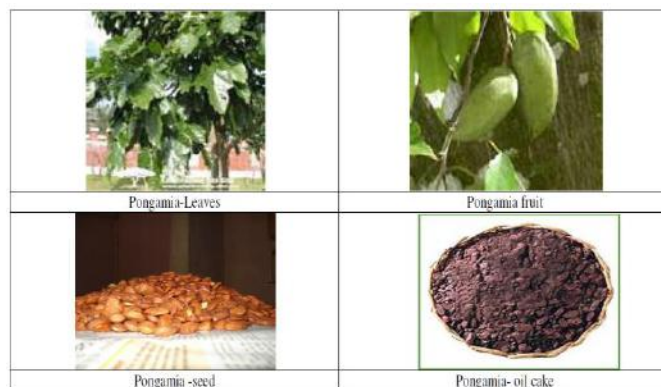 Pongamia-Leaves
Pongamia fruit
Pongamia -seed
Pongamia- oil cake